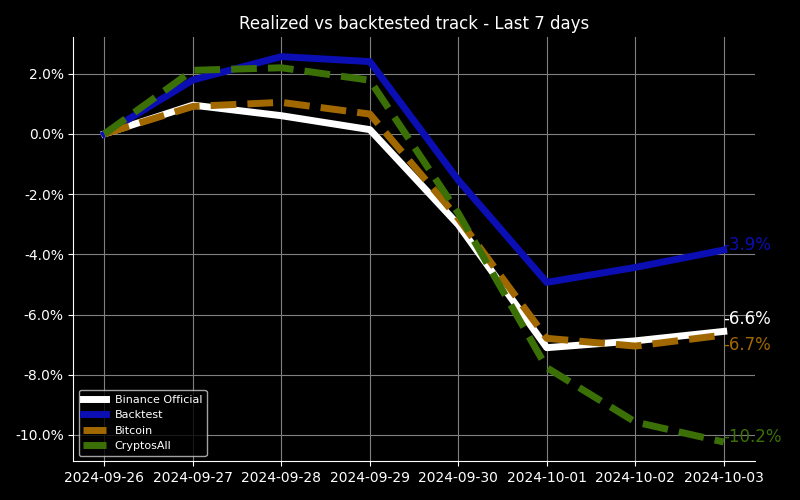 Realized vs backtested track - Last 7 days
2.0%
0.0%
-2.0%
-4.0%
-6.0%
-8.0%
-10.0%
-3.9%
-6.6%
-6.7%
-10.2%
Binance Official
Backtest
Bitcoin
CryptosAll
2024-09-26 2024-09-27 2024-09-28 2024-09-29 2024-09-30 2024-10-01 2024-10-02 2024-10-03